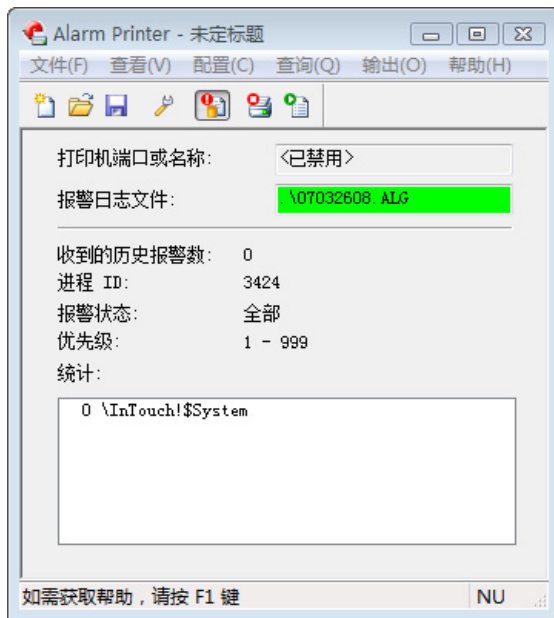 Alarm Printer - 未定标题
文件(F) 查看(V) 配置(C) 查询(Q) 输出(O) 帮助(H)
打印机端口或名称: <已禁用>
报警日志文件: .\07032608.ALG
收到的历史报警数: 0
进程 ID: 3424
报警状态: 全部
优先级: 1 - 999
统计:
0 \InTouch!$System
如需获取帮助，请按 F1 键 NU